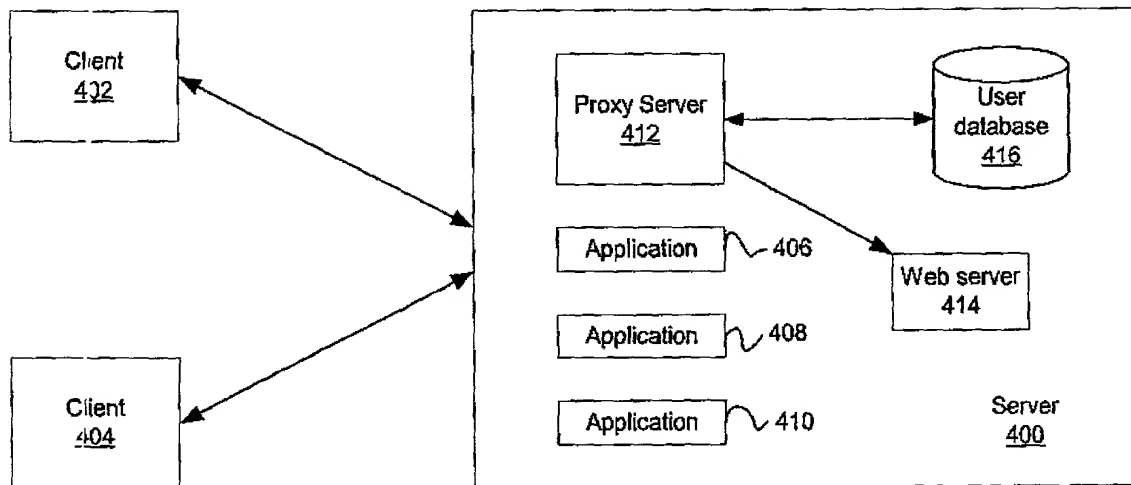 Client
402
Client
404
Proxy Server
412
User
database
416
Application
406
Web server
414
Application
408
Application
410
Server
400